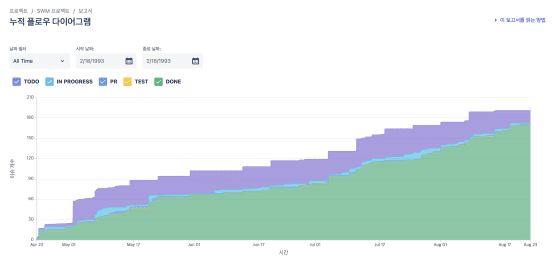 프로젝트 / SWM 프로젝트 / 보고서
누적 플로우 다이어그램
이 보고서를 읽는 방법
날짜 필터
시작 날짜:
종료 날짜:
All Time
2/18/1993
2/18/1993
TODO
IN PROGRESS
PR
TEST
DONE
210
180
150
120
90
60
30
0
이슈 개수
Apr 23
May 01
May 17
Jun 01
Jun 17
Jul 01
Jul 17
Aug 01
Aug 17
Aug 23
시간